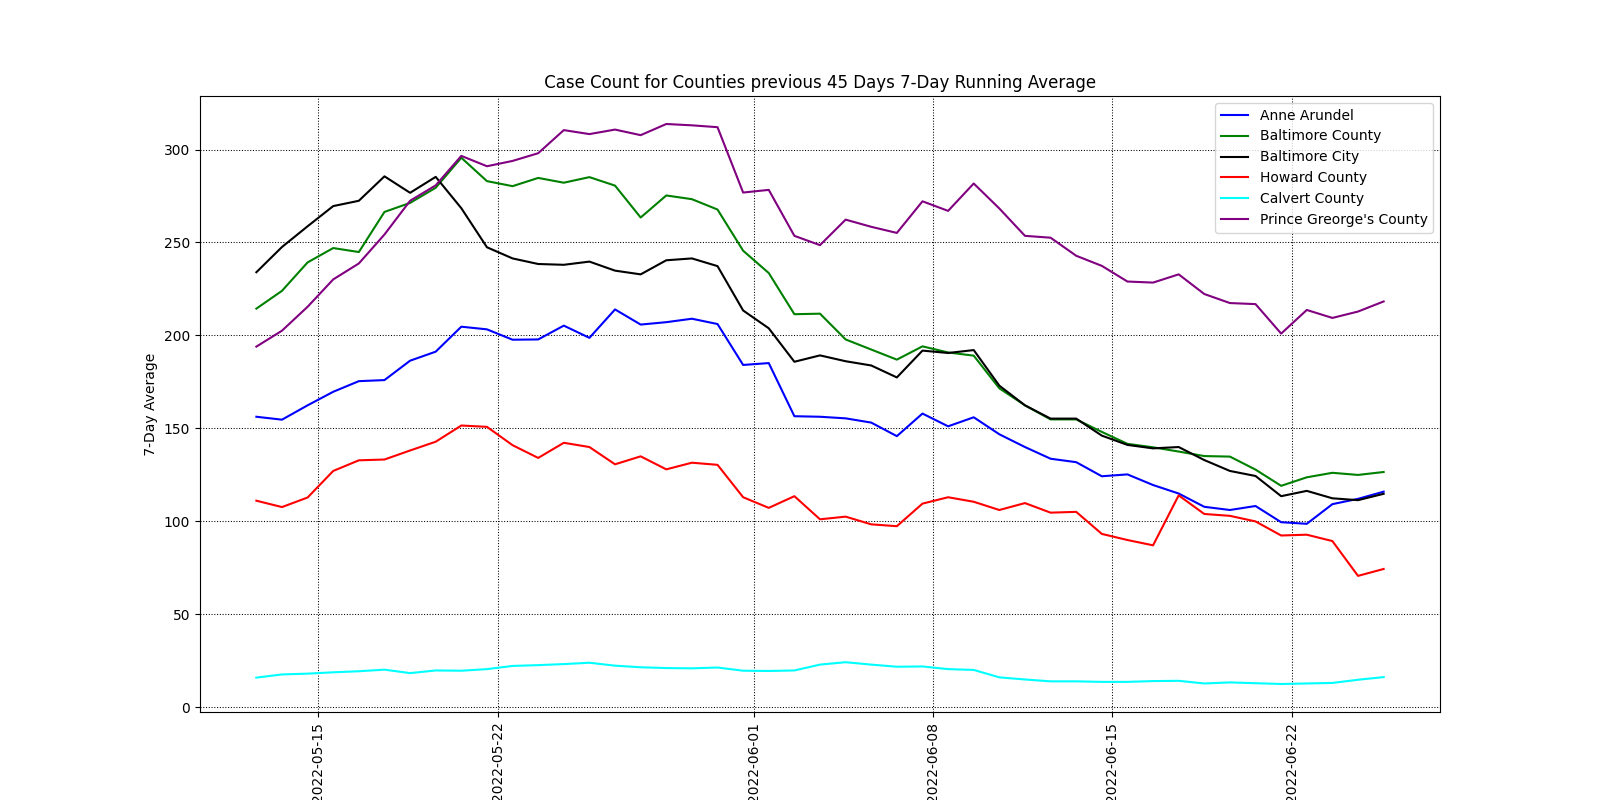 Case Count for Counties previous 45 Days 7-Day Running Average
Anne Arundel
Baltimore County
Baltimore City
Howard County
Calvert County
Prince Greorge's County
7-Day Average
300
250
200
150
100
50
0
2022-05-15
2022-05-22
2022-06-01
2022-06-08
2022-06-15
2022-06-22